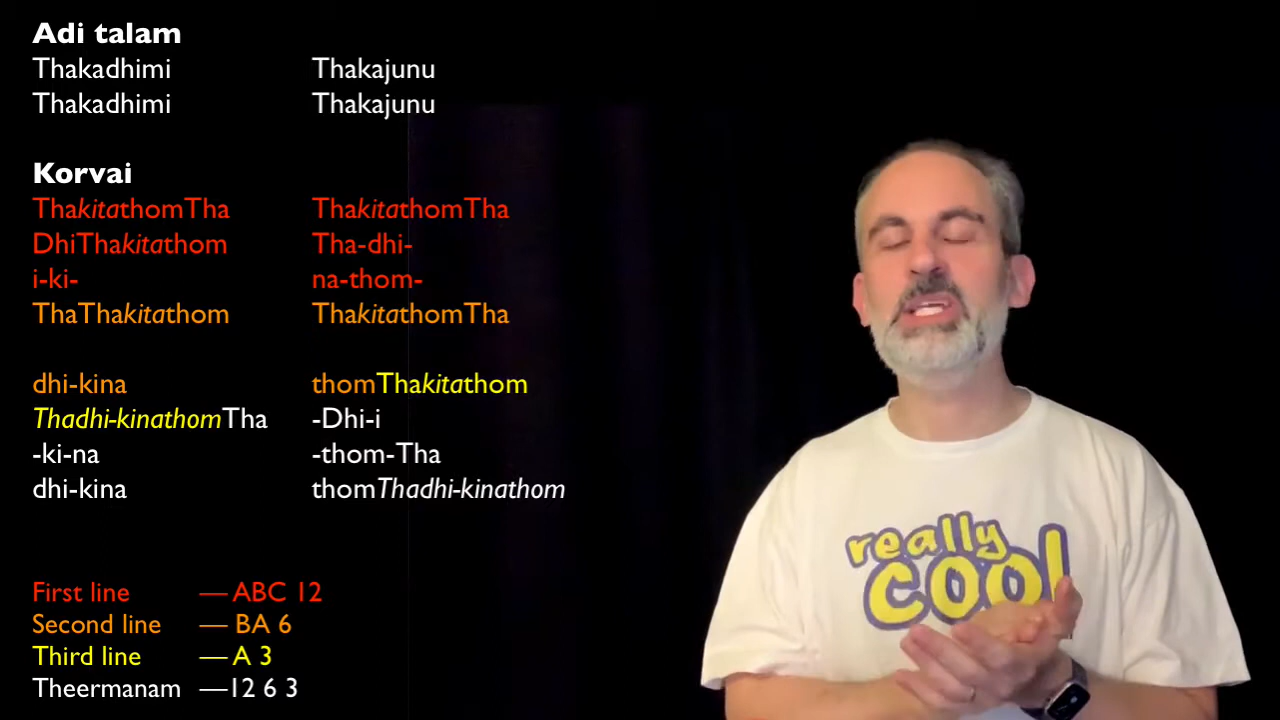 Adi talam
Thakadhimi Thakajunu
Thakadhimi Thakajunu
Korvai
ThakitathomTha ThakitathomTha
DhiThakitathom Tha-dhi-
i-ki- na-thom-
ThaThakitathom ThakitathomTha
dhi-kina thomThakitathom
Thadhi-kinathomTha -Dhi-i
-ki-na -thom-Tha
dhi-kina thomThadhi-kinathom
First line — ABC 12
Second line — BA 6
Third line — A 3
Theermanam —12 6 3
really
cool